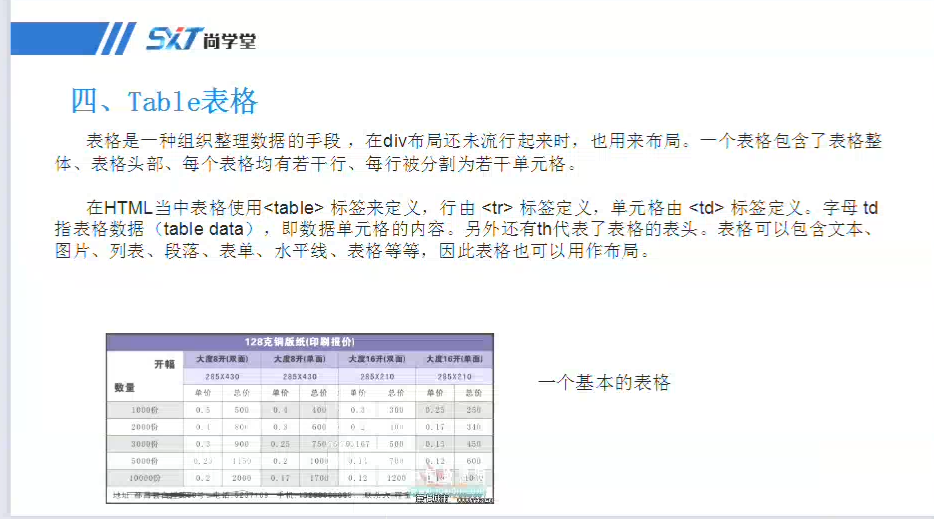 SXT尚学堂
四、Table表格
表格是一种组织整理数据的手段，在div布局还未流行起来时，也用来布局。一个表格包含了表格整
体、表格头部、每个表格均有若干行、每行被分割为若干单元格。
在HTML当中表格使用<table> 标签来定义，行由 <tr> 标签定义，单元格由 <td> 标签定义。字母 td
指表格数据（table data），即数据单元格的内容。另外还有th代表了表格的表头。表格可以包含文本、
图片、列表、段落、表单、水平线、表格等等，因此表格也可以用作布局。
128克铜版纸(印刷报价)
开幅 大度8开(双面) 大度8开(单面) 大度16开(双面) 大度16开(单面)
285X430 285X430 285X210 285X210
数量 单价 总价 单价 总价 单价 总价 单价 总价
1000份 0.5 500 0.4 400 0.3 300 0.25 250
2000份 0.4 800 0.3 600 0.2 400 0.17 340
3000份 0.3 900 0.25 750 0.167 500 0.15 450
5000份 0.23 1150 0.2 1000 0.14 700 0.12 600
10000份 0.2 2000 0.17 1700 0.12 1200
一个基本的表格